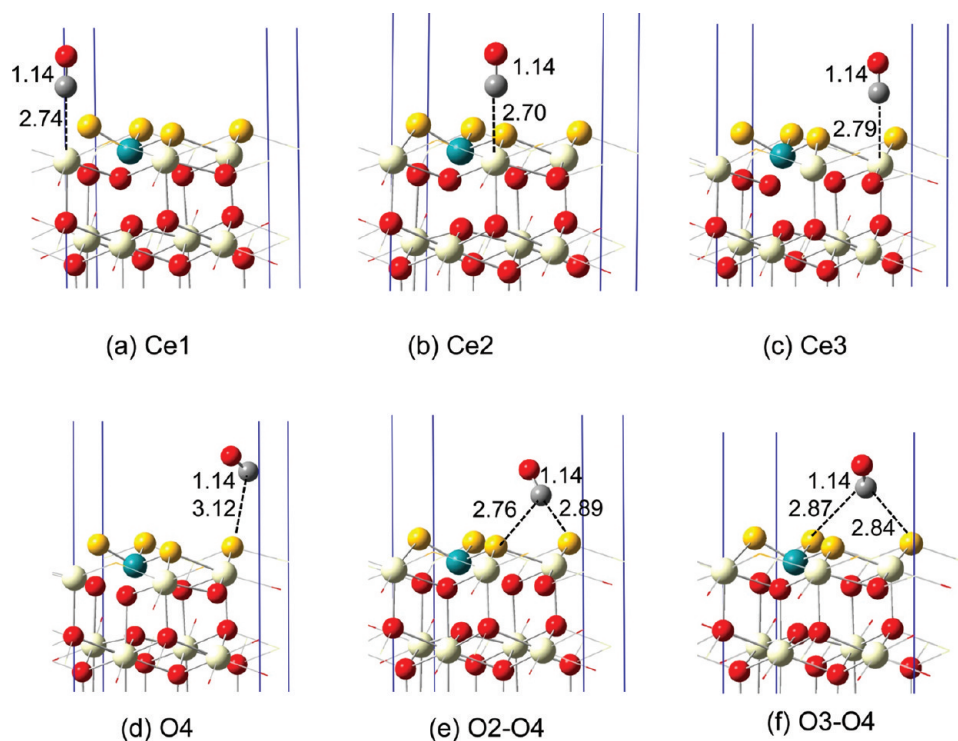 1.14
2.74
(a) Ce1
1.14
2.70
(b) Ce2
1.14
2.79
(c) Ce3
1.14
3.12
(d) O4
1.14
2.76
2.89
(e) O2-O4
1.14
2.87
2.84
(f) O3-O4